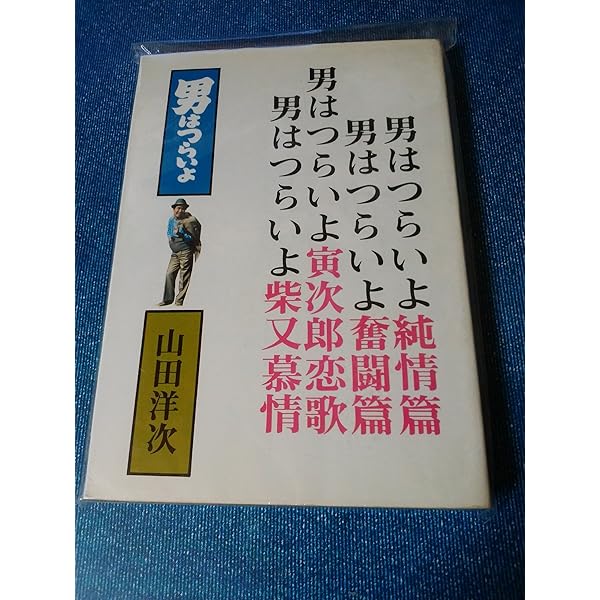 男はつらいよ純情篇
男はつらいよ奮闘篇
男はつらいよ寅次郎恋歌
男はつらいよ柴又慕情
男はつらいよ
山田洋次